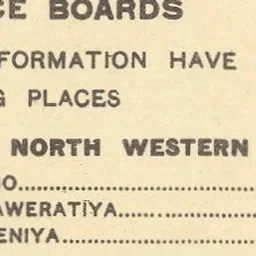 CE BOARDS
FORMATION HAVE
G PLACES
NORTH WESTERN
O..........................................
AWERATIYA..........................
ENIYA...................................